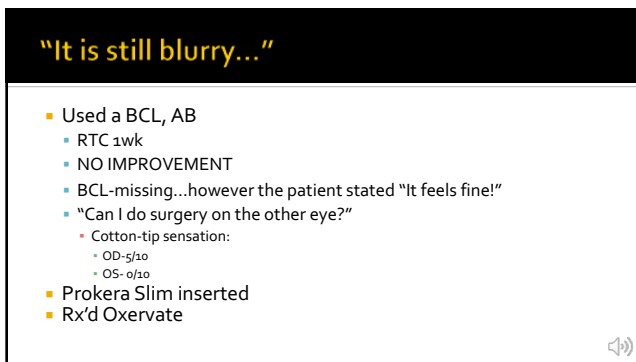 "It is still blurry…"
▪ Used a BCL, AB
▪ RTC 1wk
▪ NO IMPROVEMENT
▪ BCL-missing…however the patient stated "It feels fine!"
▪ "Can I do surgery on the other eye?"
▪ Cotton-tip sensation:
▪ OD-5/10
▪ OS- 0/10
▪ Prokera Slim inserted
▪ Rx'd Oxervate